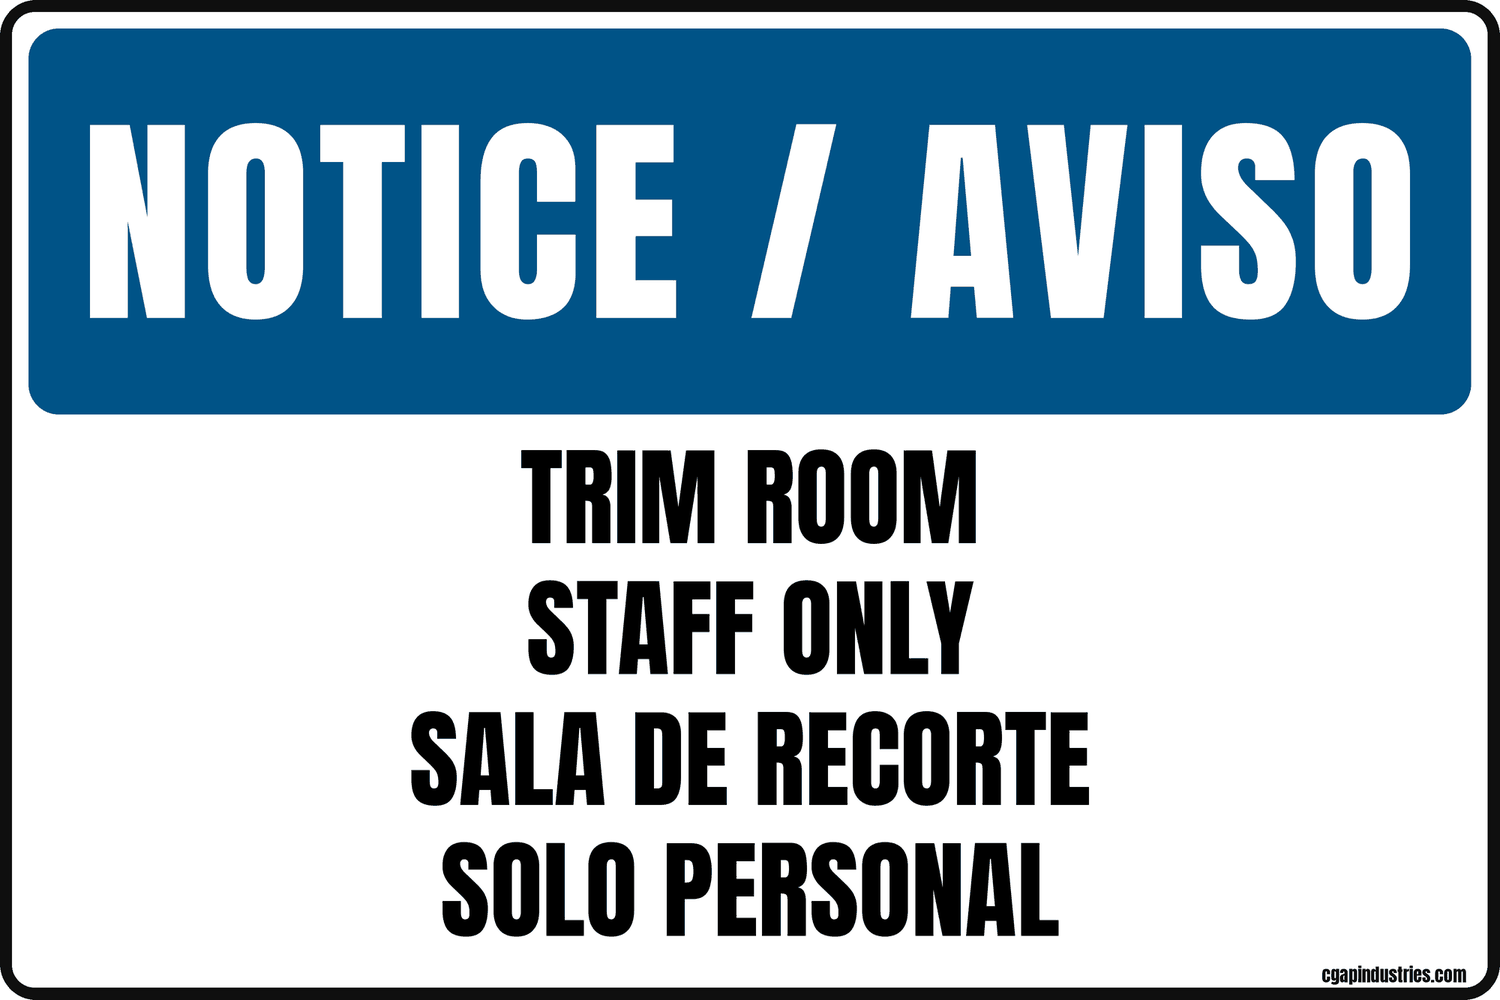 NOTICE / AVISO
TRIM ROOM
STAFF ONLY
SALA DE RECORTE
SOLO PERSONAL
cgapindustries.com